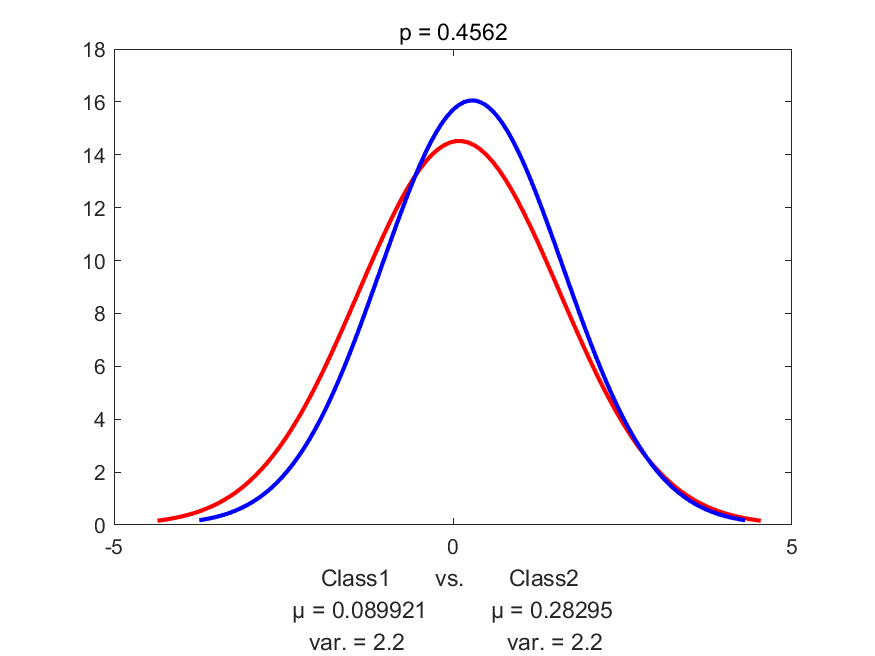 p = 0.4562
18
16
14
12
10
8
6
4
2
0
-5 0 5
Class1 vs. Class2
μ = 0.089921 μ = 0.28295
var. = 2.2 var. = 2.2